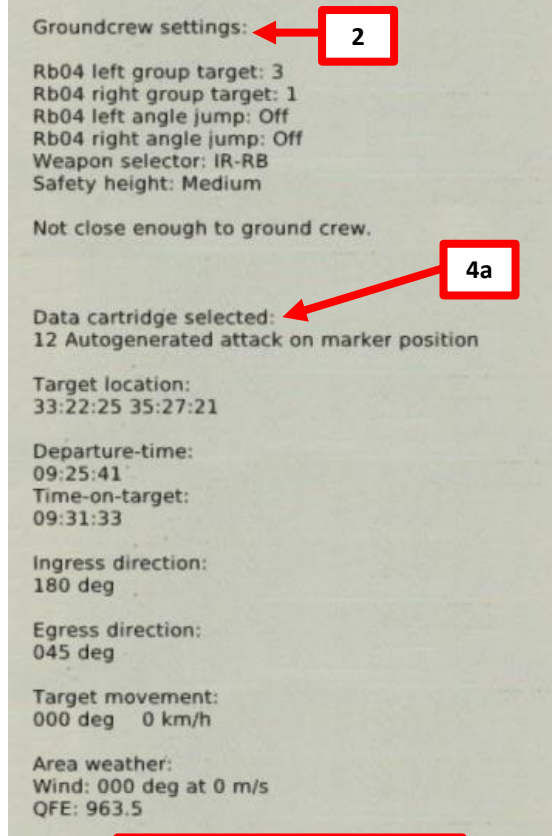 Groundcrew settings:
2
Rb04 left group target: 3
Rb04 right group target: 1
Rb04 left angle jump: Off
Rb04 right angle jump: Off
Weapon selector: IR-RB
Safety height: Medium
Not close enough to ground crew.
4a
Data cartridge selected:
12 Autogenerated attack on marker position
Target location:
33:22:25 35:27:21
Departure-time:
09:25:41
Time-on-target:
09:31:33
Ingress direction:
180 deg
Egress direction:
045 deg
Target movement:
000 deg 0 km/h
Area weather:
Wind: 000 deg at 0 m/s
QFE: 963.5